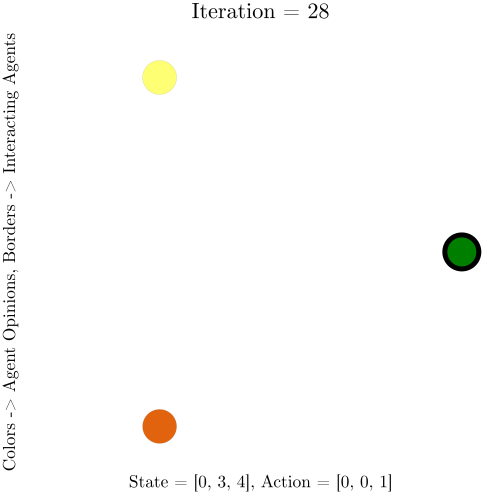 Iteration = 28
Colors -> Agent Opinions, Borders -> Interacting Agents
State = [0, 3, 4], Action = [0, 0, 1]